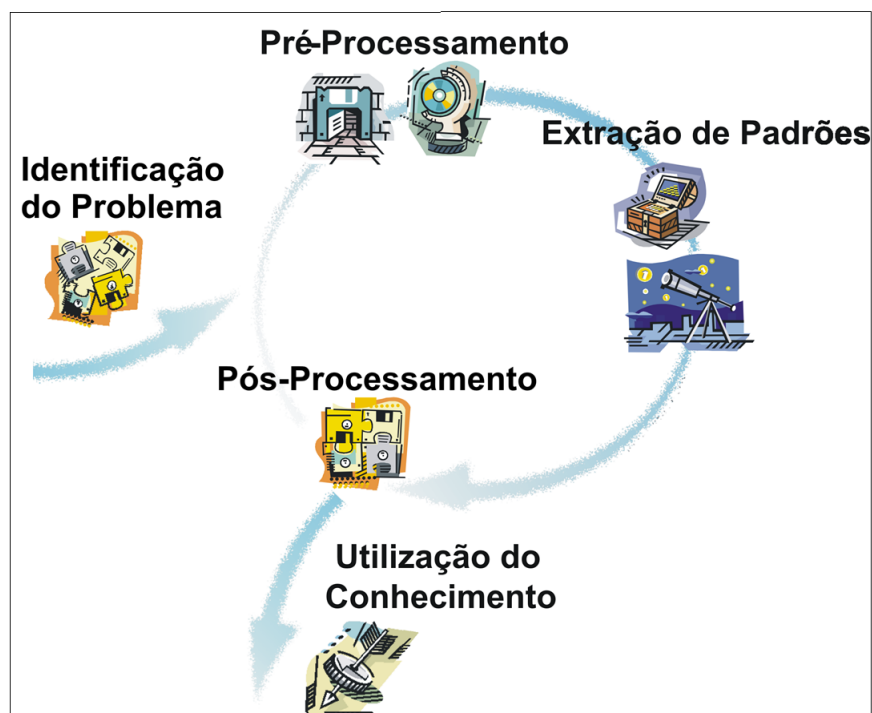 Pré-Processamento
Extração de Padrões
Identificação
do Problema
Pós-Processamento
Utilização do
Conhecimento